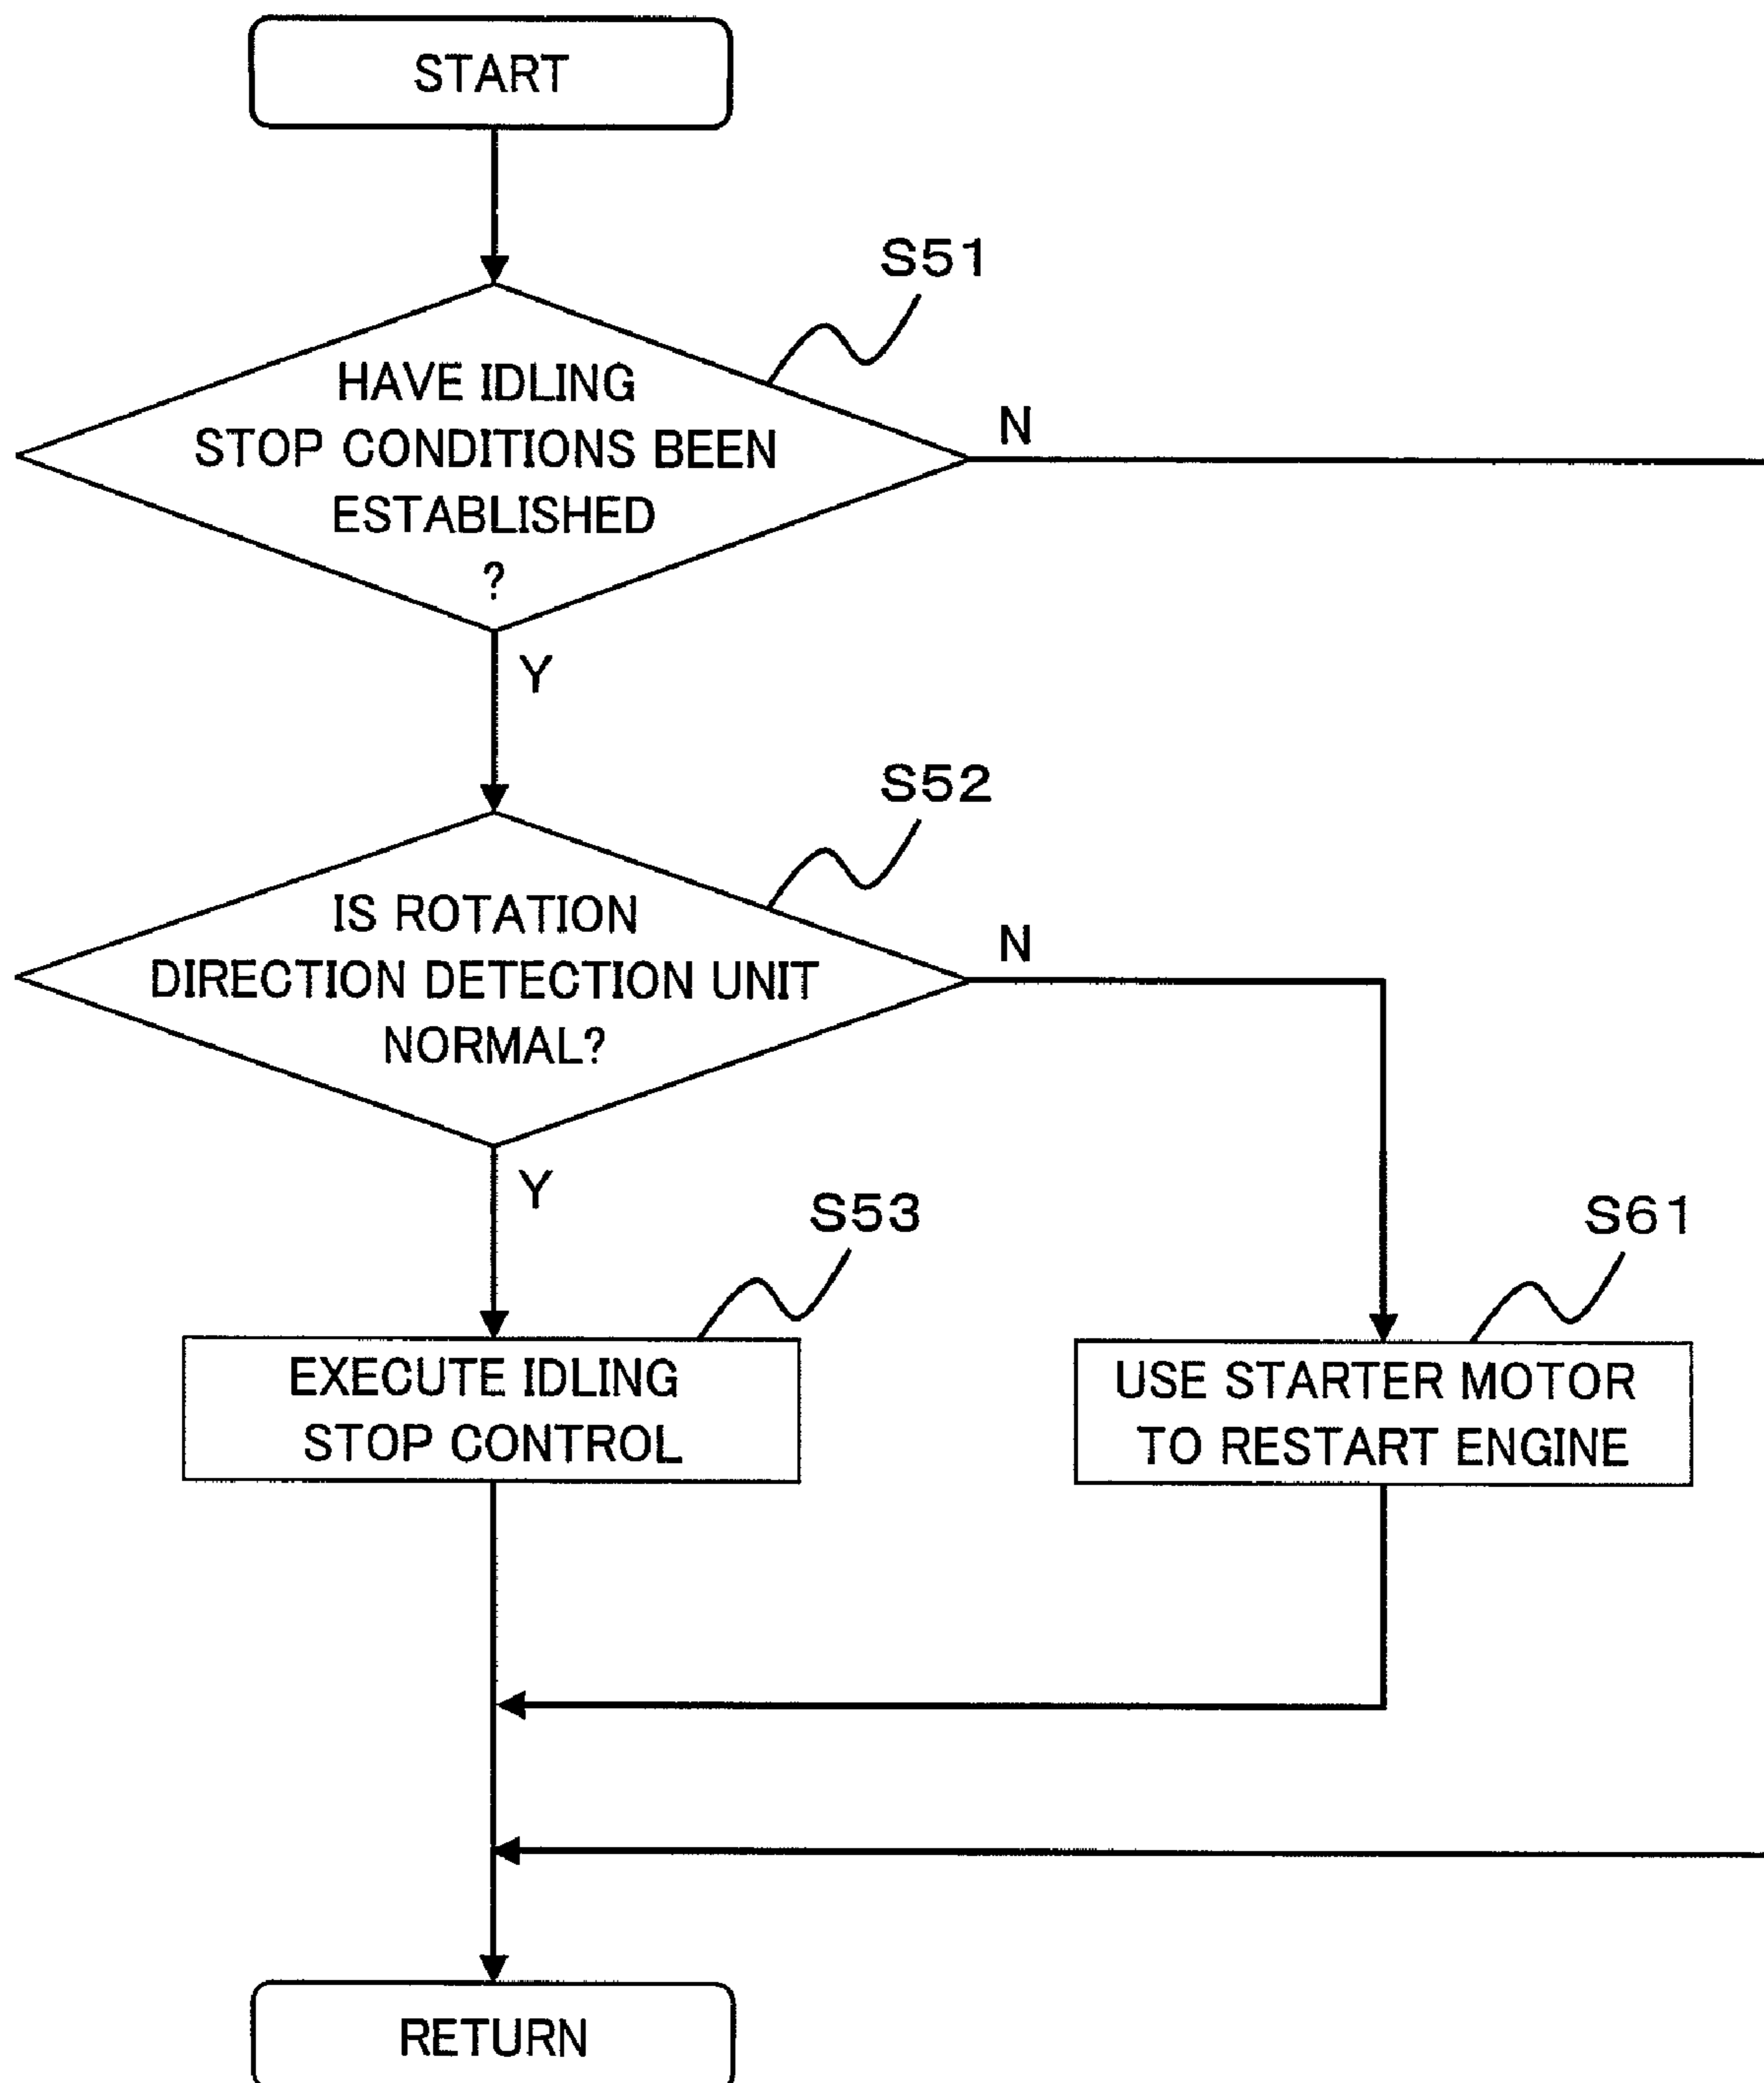 START
S51
HAVE IDLING
STOP CONDITIONS BEEN
ESTABLISHED
?
N
Y
S52
IS ROTATION
DIRECTION DETECTION UNIT
NORMAL?
N
Y
S53
EXECUTE IDLING
STOP CONTROL
S61
USE STARTER MOTOR
TO RESTART ENGINE
RETURN